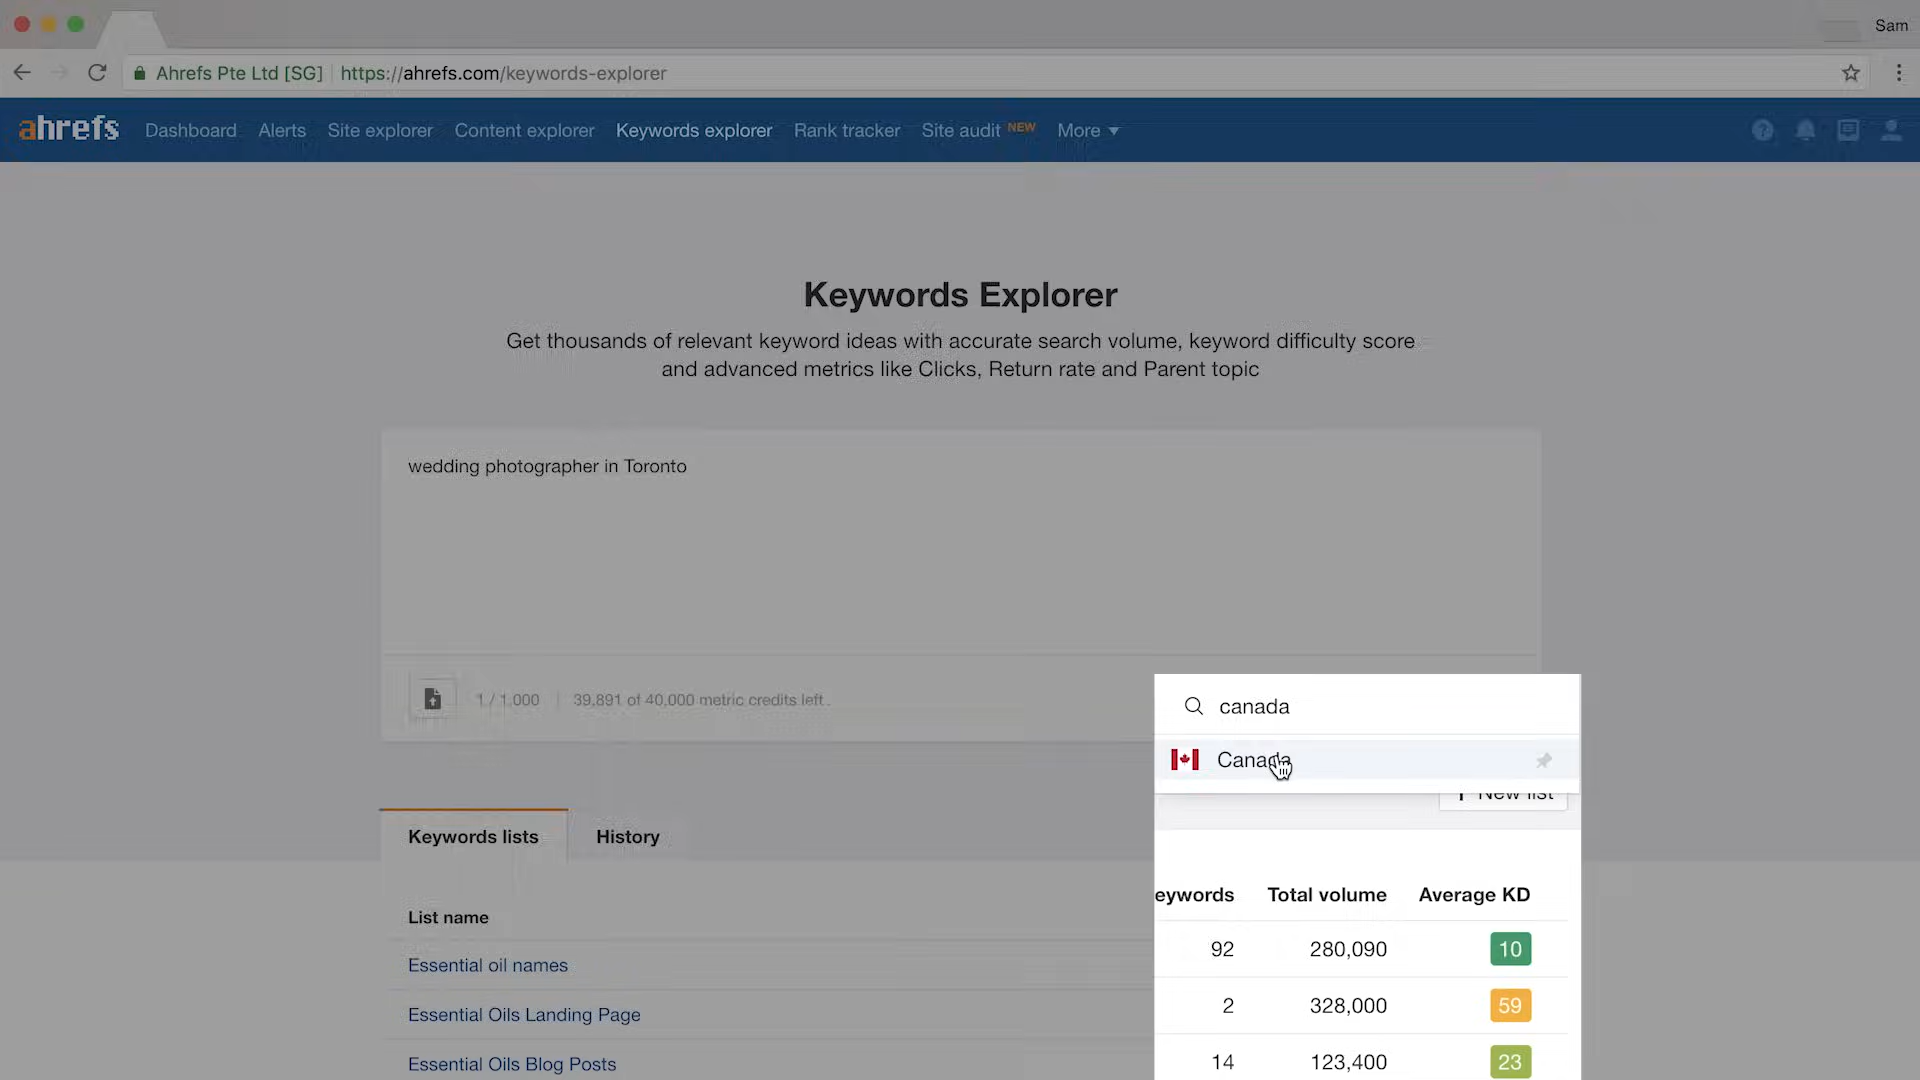 Sam
Ahrefs Pte Ltd [SG] https://ahrefs.com/keywords-explorer
ahrefs Dashboard Alerts Site explorer Content explorer Keywords explorer Rank tracker Site audit NEW More
Keywords Explorer
Get thousands of relevant keyword ideas with accurate search volume, keyword difficulty score
and advanced metrics like Clicks, Return rate and Parent topic
wedding photographer in Toronto
1 / 1,000 39,891 of 40,000 metric credits left
canada
Canada
New list
Keywords lists History
List name eywords Total volume Average KD
Essential oil names 92 280,090 10
Essential Oils Landing Page 2 328,000 59
Essential Oils Blog Posts 14 123,400 23